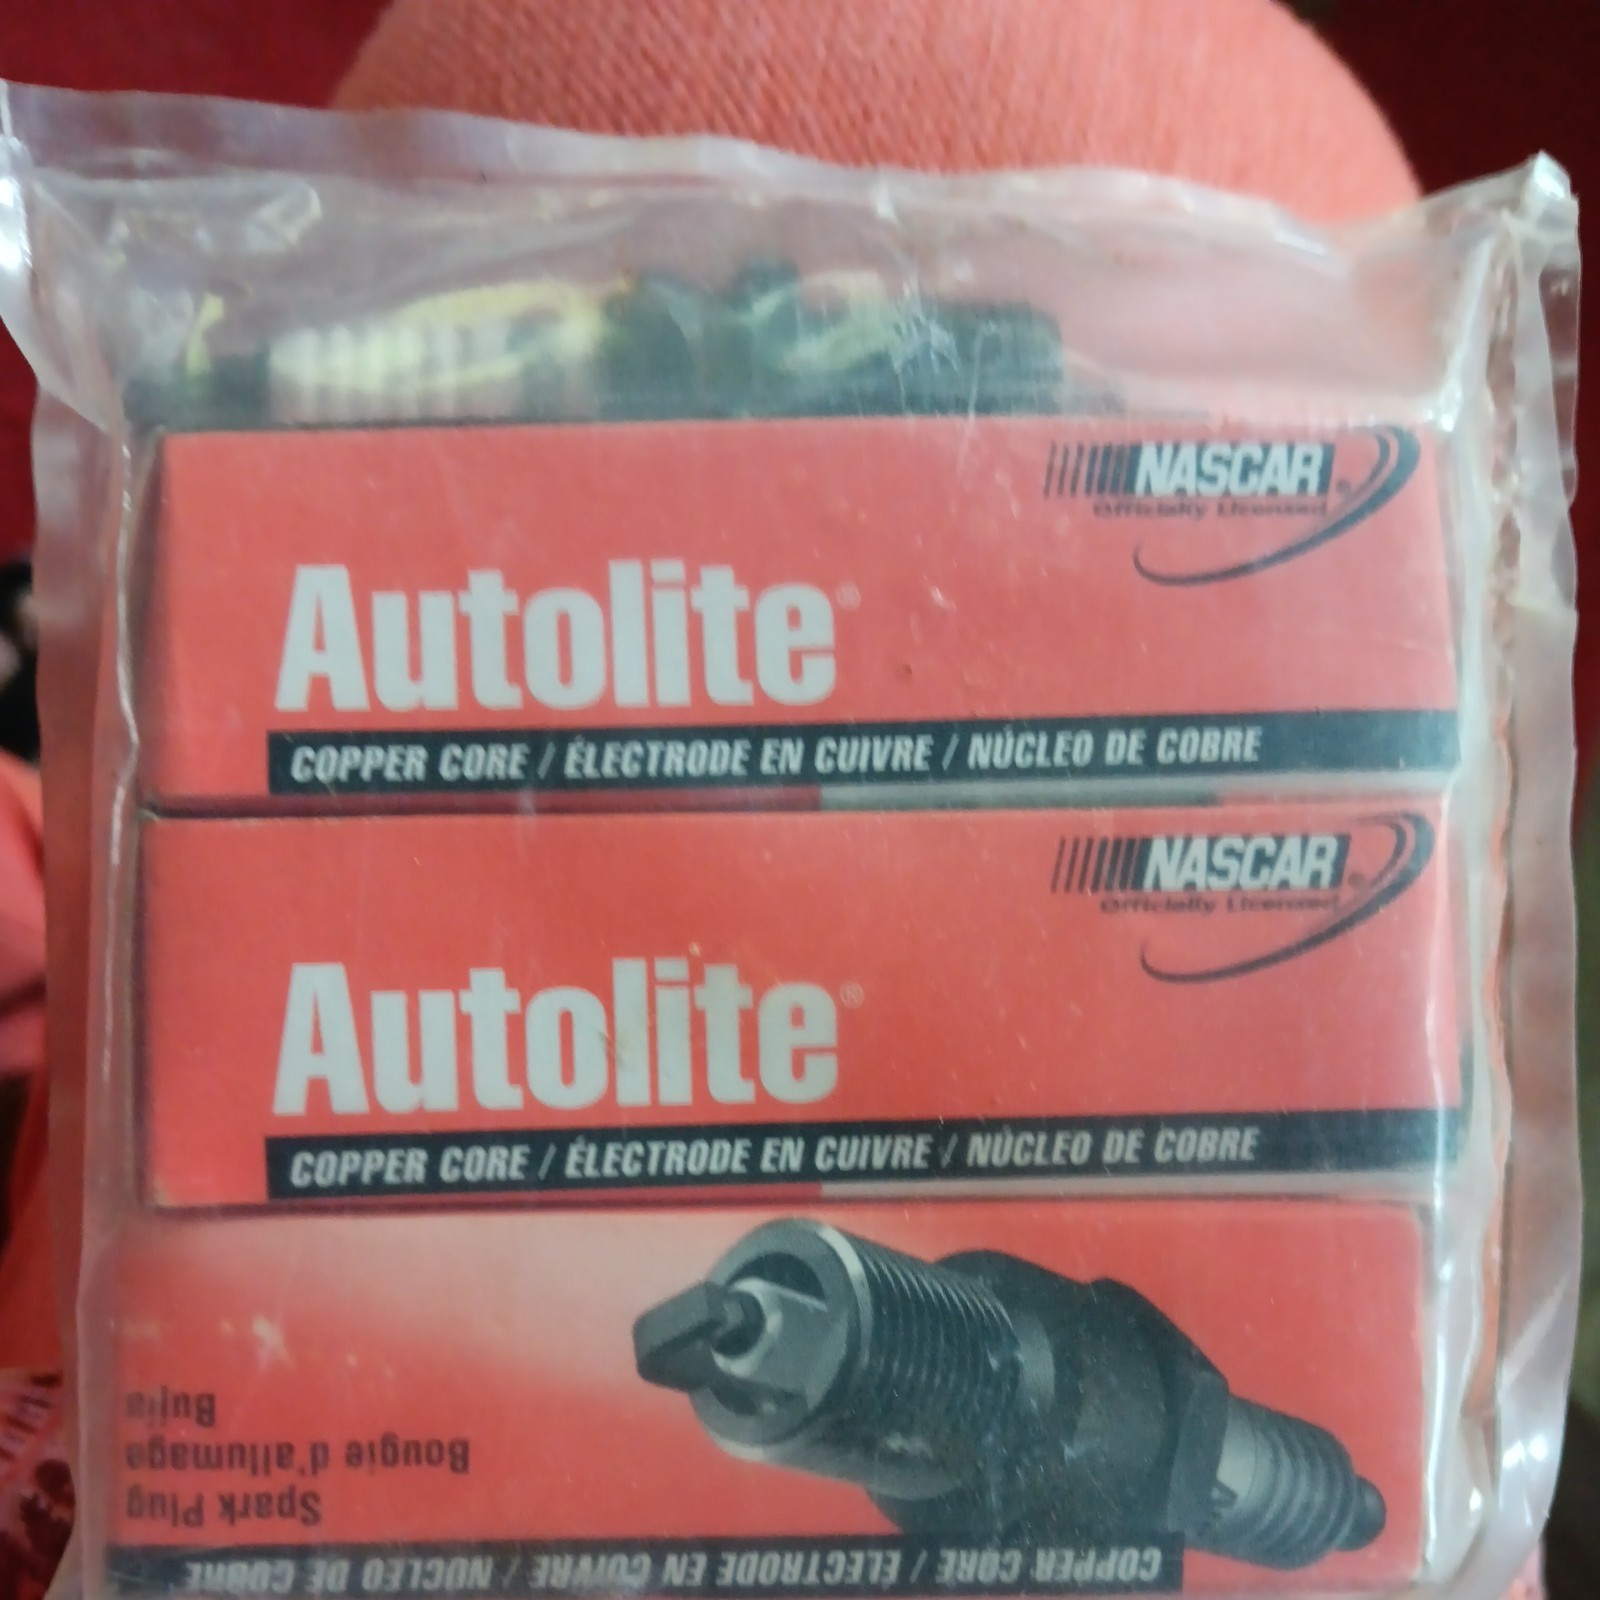 NASCAR®
Officially Licensed
Autolite®
COPPER CORE / ÉLECTRODE EN CUIVRE / NÚCLEO DE COBRE
NASCAR®
Officially Licensed
Autolite®
COPPER CORE / ÉLECTRODE EN CUIVRE / NÚCLEO DE COBRE
COPPER CORE / ÉLECTRODE EN CUIVRE / NÚCLEO DE COBRE
Spark Plug
Bougie d'allumage
Bujía